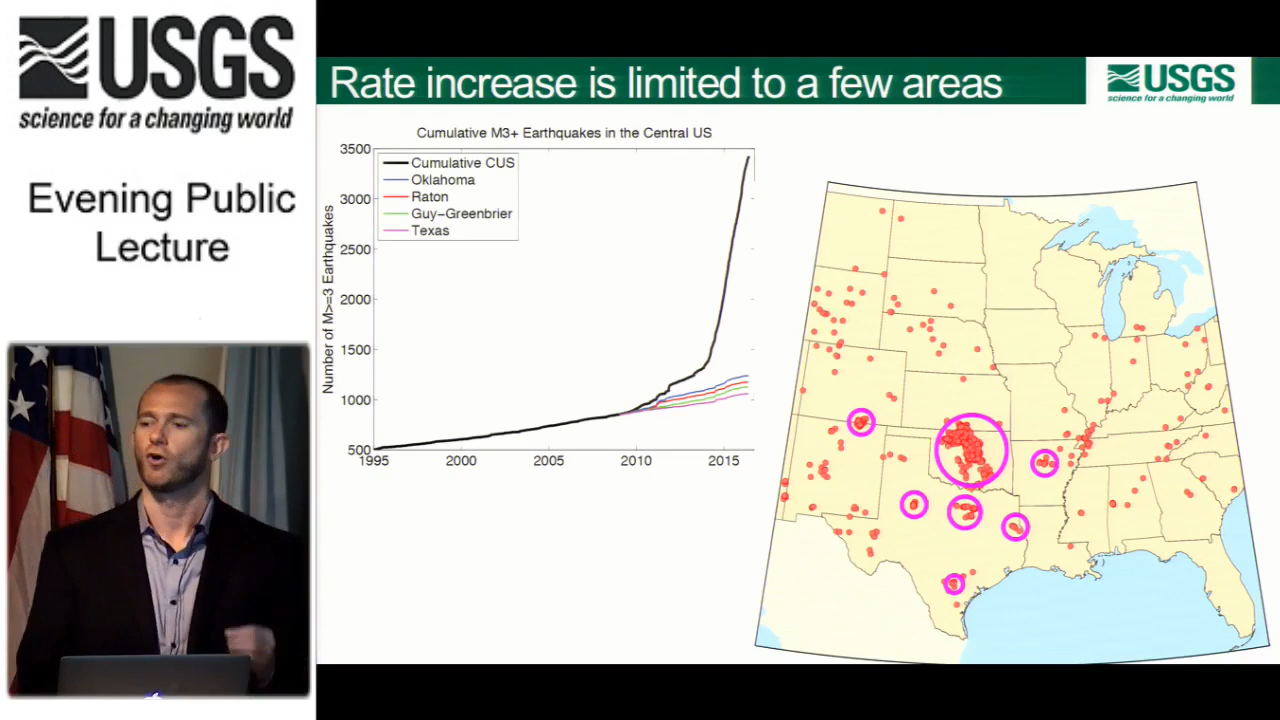 USGS
science for a changing world
Evening Public
Lecture
Rate increase is limited to a few areas
USGS
science for a changing world
Cumulative M3+ Earthquakes in the Central US
Number of M>=3 Earthquakes
3500
3000
2500
2000
1500
1000
500
Cumulative CUS
Oklahoma
Raton
Guy-Greenbrier
Texas
1995 2000 2005 2010 2015